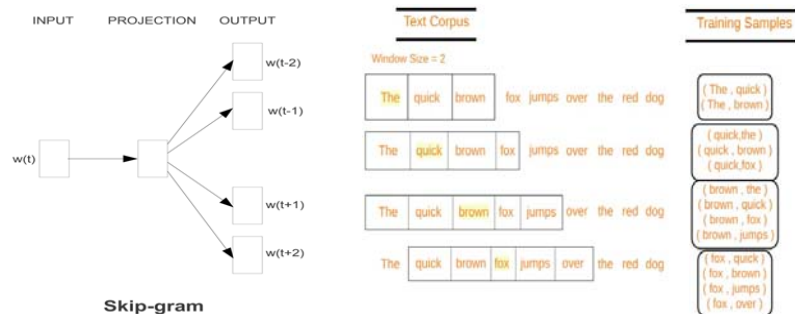 INPUT PROJECTION OUTPUT
w(t-2)
w(t-1)
w(t)
w(t+1)
w(t+2)
Skip-gram
Text Corpus
Training Samples
Window Size = 2
The quick brown fox jumps over the red dog
( The , quick )
( The , brown )
The quick brown fox jumps over the red dog
( quick,the )
( quick , brown )
( quick,fox )
The quick brown fox jumps over the red dog
( brown , the )
( brown , quick )
( brown , fox )
( brown , jumps )
The quick brown fox jumps over the red dog
( fox , quick )
( fox , brown )
( fox , jumps )
( fox , over )